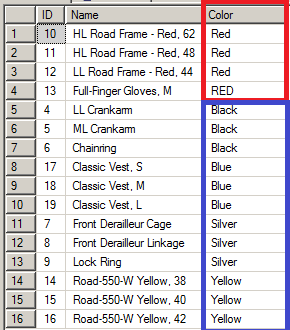 ID Name Color
1 10 HL Road Frame - Red, 62 Red
2 11 HL Road Frame - Red, 48 Red
3 12 LL Road Frame - Red, 44 Red
4 13 Full-Finger Gloves, M RED
5 4 LL Crankarm Black
6 5 ML Crankarm Black
7 6 Chainring Black
8 17 Classic Vest, S Blue
9 18 Classic Vest, M Blue
10 19 Classic Vest, L Blue
11 7 Front Derailleur Cage Silver
12 8 Front Derailleur Linkage Silver
13 9 Lock Ring Silver
14 14 Road-550-W Yellow, 38 Yellow
15 15 Road-550-W Yellow, 40 Yellow
16 16 Road-550-W Yellow, 42 Yellow